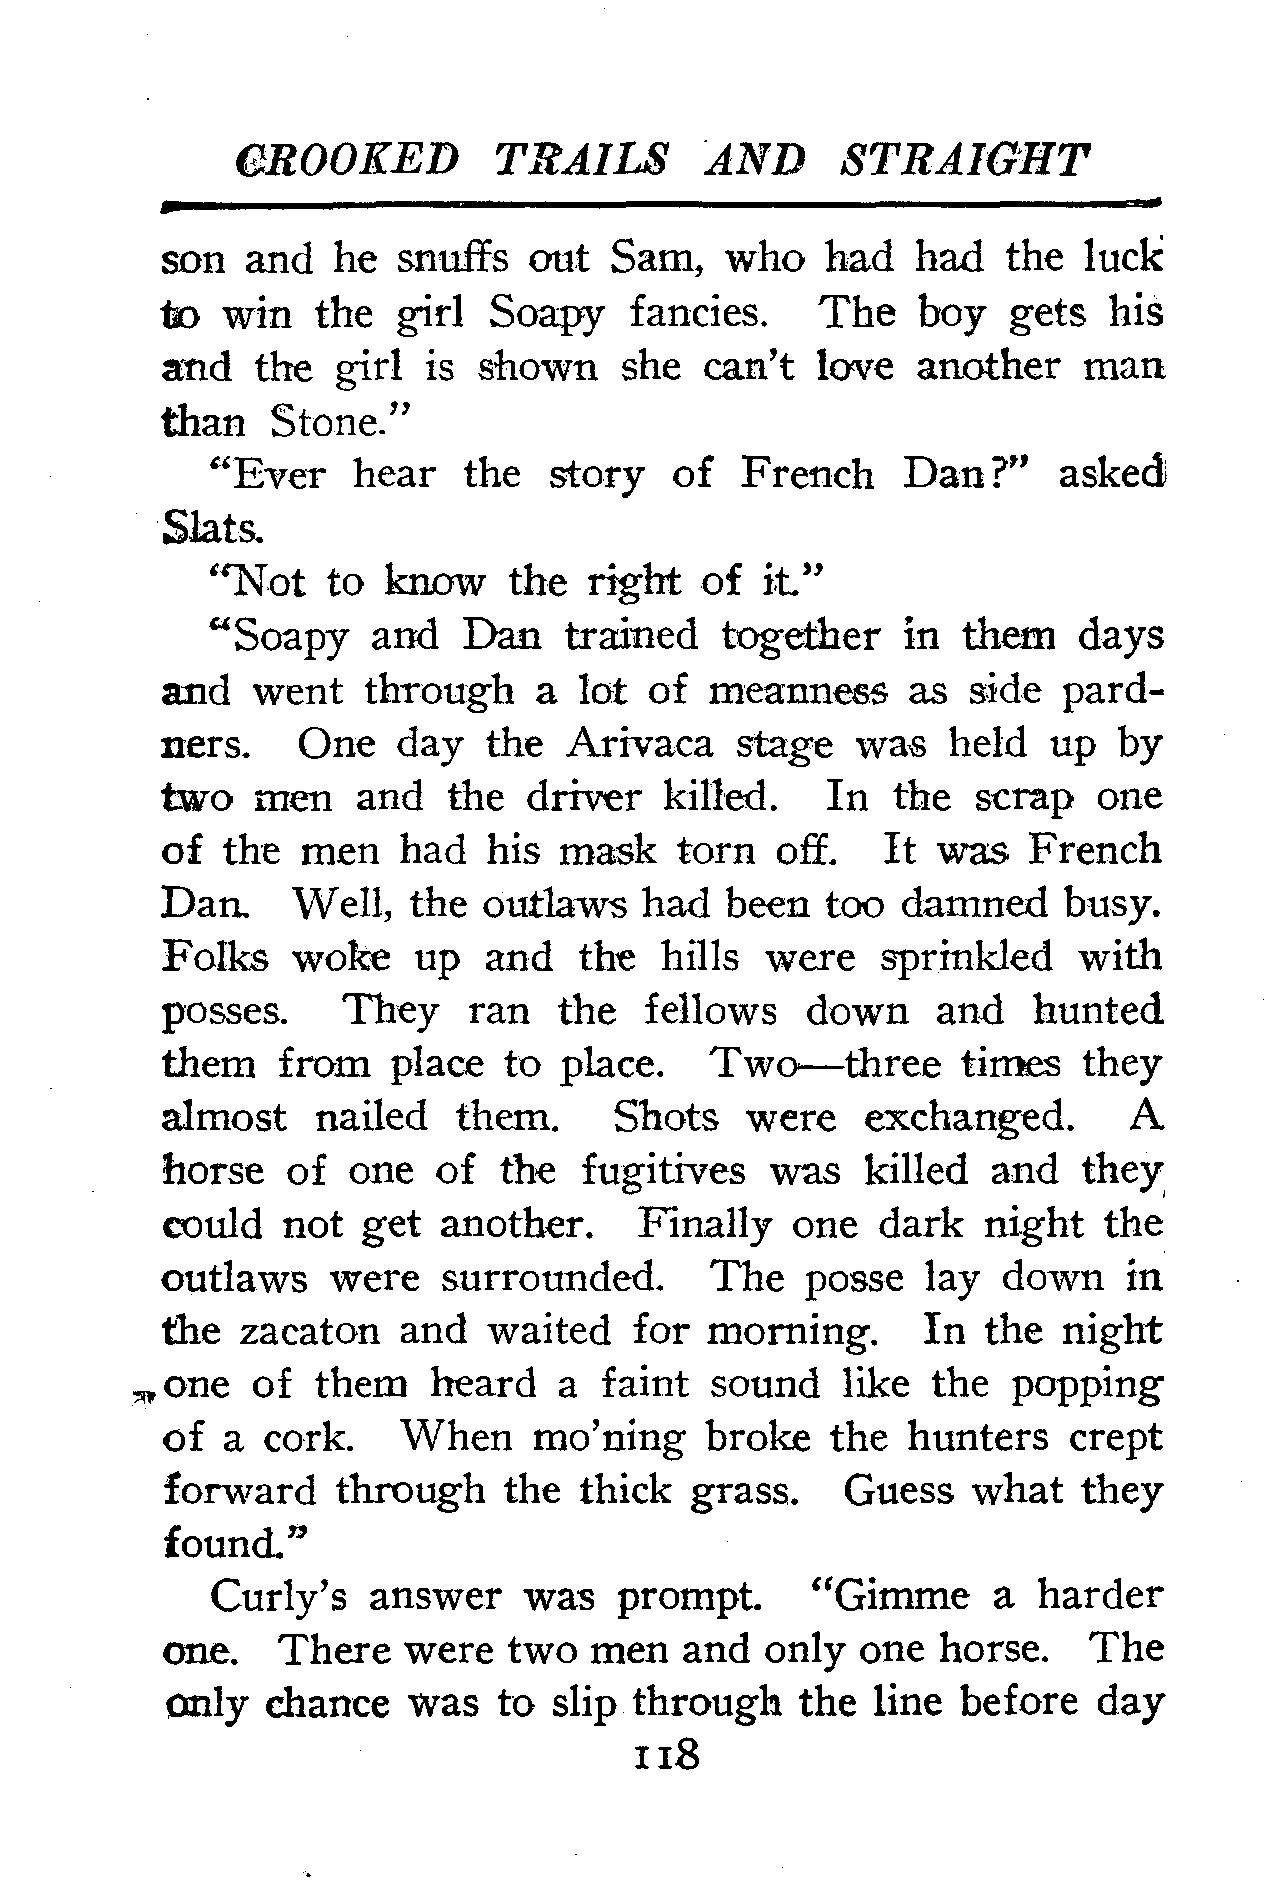 CROOKED TRAILS AND STRAIGHT
son and he snuffs out Sam, who had had the luck
to win the girl Soapy fancies. The boy gets his
and the girl is shown she can't love another man
than Stone."
"Ever hear the story of French Dan?" asked
Slats.
"Not to know the right of it."
"Soapy and Dan trained together in them days
and went through a lot of meanness as side pard-
ners. One day the Arivaca stage was held up by
two men and the driver killed. In the scrap one
of the men had his mask torn off. It was French
Dan. Well, the outlaws had been too damned busy.
Folks woke up and the hills were sprinkled with
posses. They ran the fellows down and hunted
them from place to place. Two—three times they
almost nailed them. Shots were exchanged. A
horse of one of the fugitives was killed and they
could not get another. Finally one dark night the
outlaws were surrounded. The posse lay down in
the zacaton and waited for morning. In the night
one of them heard a faint sound like the popping
of a cork. When mo'ning broke the hunters crept
forward through the thick grass. Guess what they
found."
Curly's answer was prompt. "Gimme a harder
one. There were two men and only one horse. The
only chance was to slip through the line before day
118